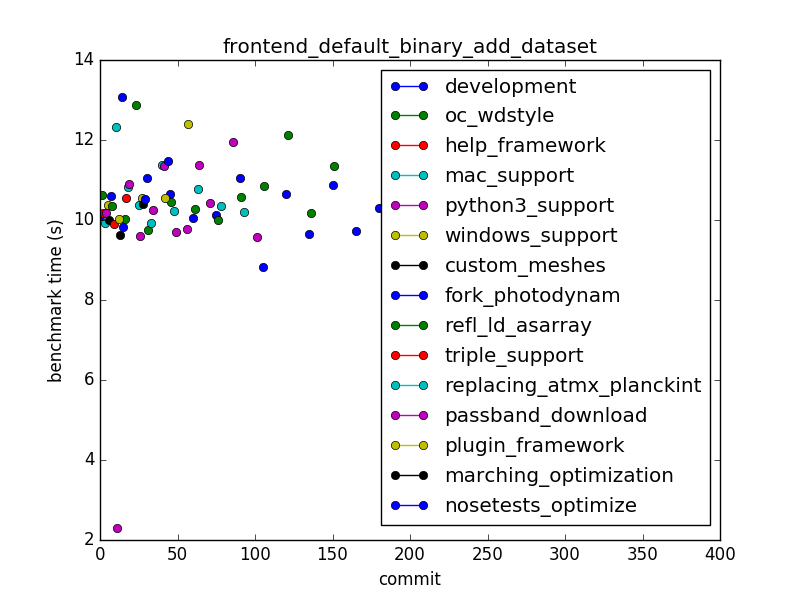 frontend_default_binary_add_dataset
14
12
10
8
6
4
2
benchmark time (s)
development
oc_wdstyle
help_framework
mac_support
python3_support
windows_support
custom_meshes
fork_photodynam
refl_ld_asarray
triple_support
replacing_atmx_planckint
passband_download
plugin_framework
marching_optimization
nosetests_optimize
0 50 100 150 200 250 300 350 400
commit